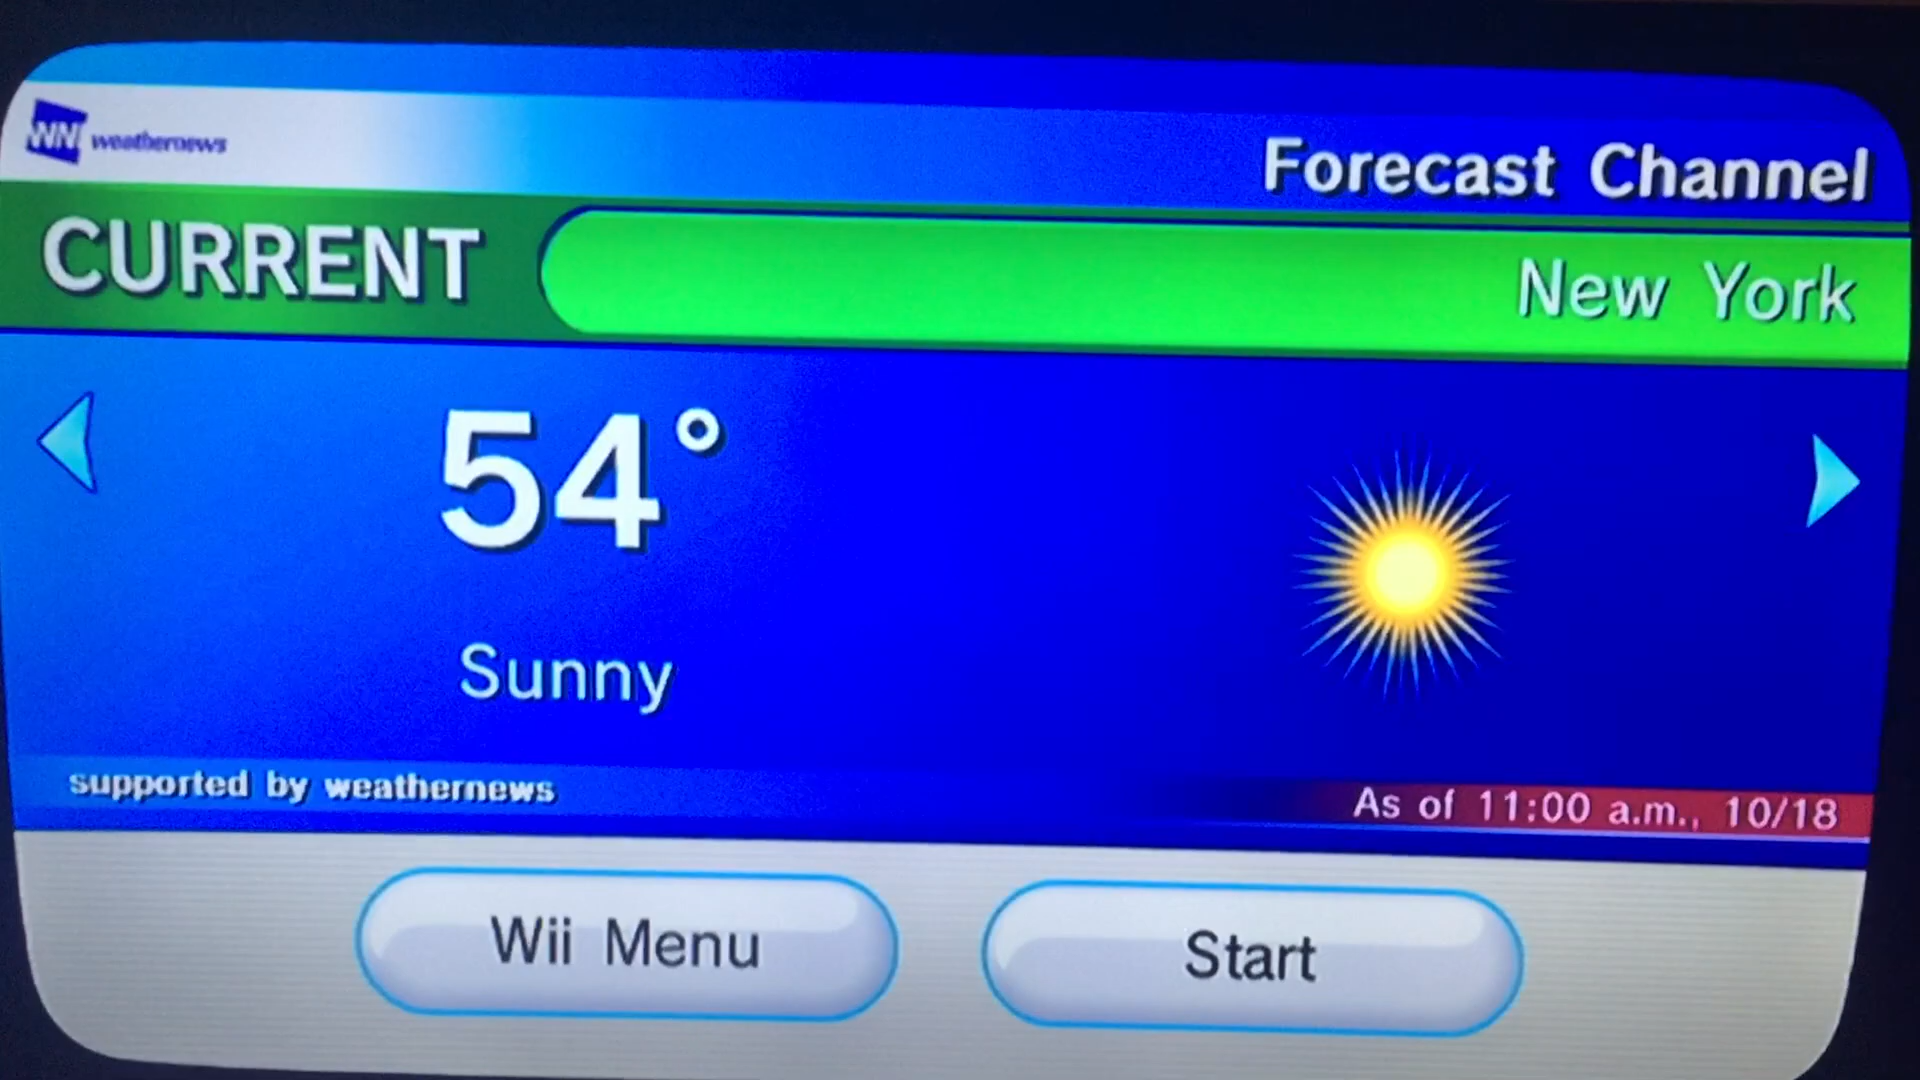 WNI weathernews
Forecast Channel
CURRENT
New York
54°
Sunny
supported by weathernews
As of 11:00 a.m., 10/18
Wii Menu
Start